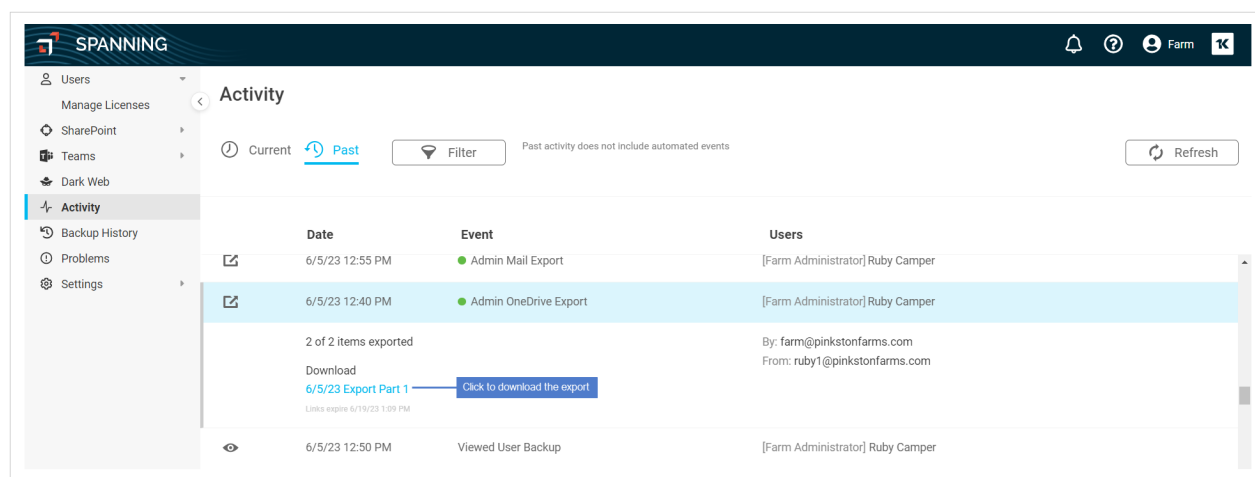 SPANNING
Farm
Users
Manage Licenses
SharePoint
Teams
Dark Web
Activity
Backup History
Problems
Settings
Activity
Current Past Filter Past activity does not include automated events Refresh
Date Event Users
6/5/23 12:55 PM Admin Mail Export [Farm Administrator] Ruby Camper
6/5/23 12:40 PM Admin OneDrive Export [Farm Administrator] Ruby Camper
2 of 2 items exported By: farm@pinkstonfarms.com
From: ruby1@pinkstonfarms.com
Download
6/5/23 Export Part 1 Click to download the export
Links expire 6/19/23 1:09 PM
6/5/23 12:50 PM Viewed User Backup [Farm Administrator] Ruby Camper